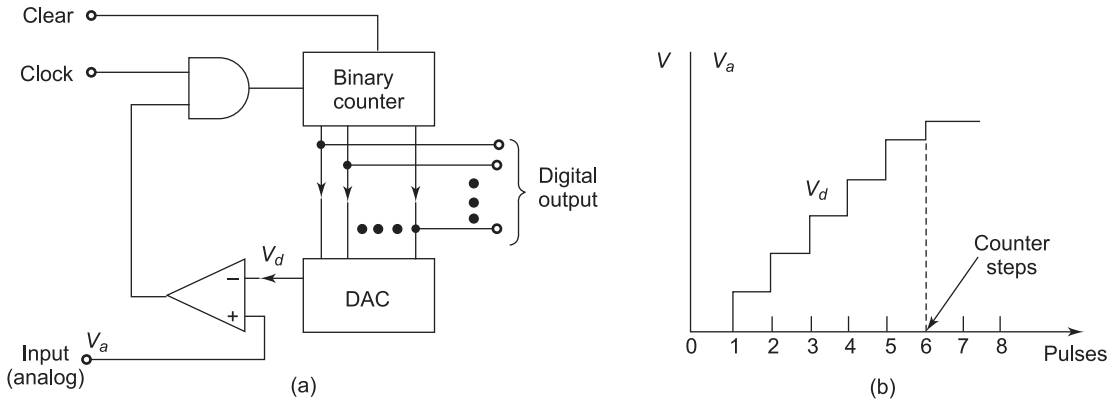 Clear
Clock
Binary
counter
Digital
output
V_d
DAC
−
+
V_a
Input
(analog)
(a)
V
V_a
V_d
Counter
steps
0 1 2 3 4 5 6 7 8
Pulses
(b)